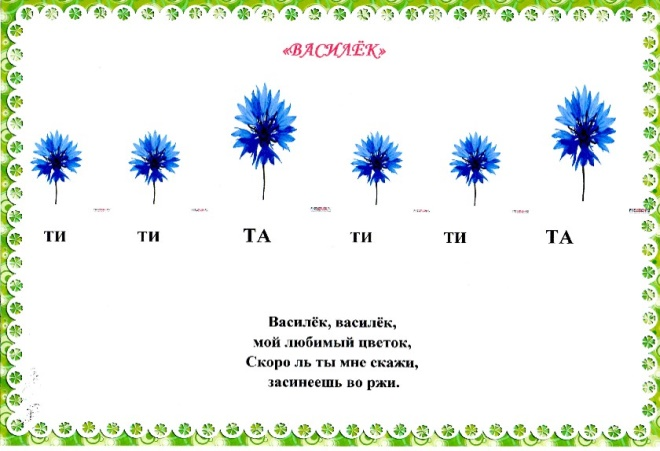 «ВАСИЛЁК»
ТИ ТИ ТА ТИ ТИ ТА
Василёк, василёк,
мой любимый цветок,
Скоро ль ты мне скажи,
засинеешь во ржи.